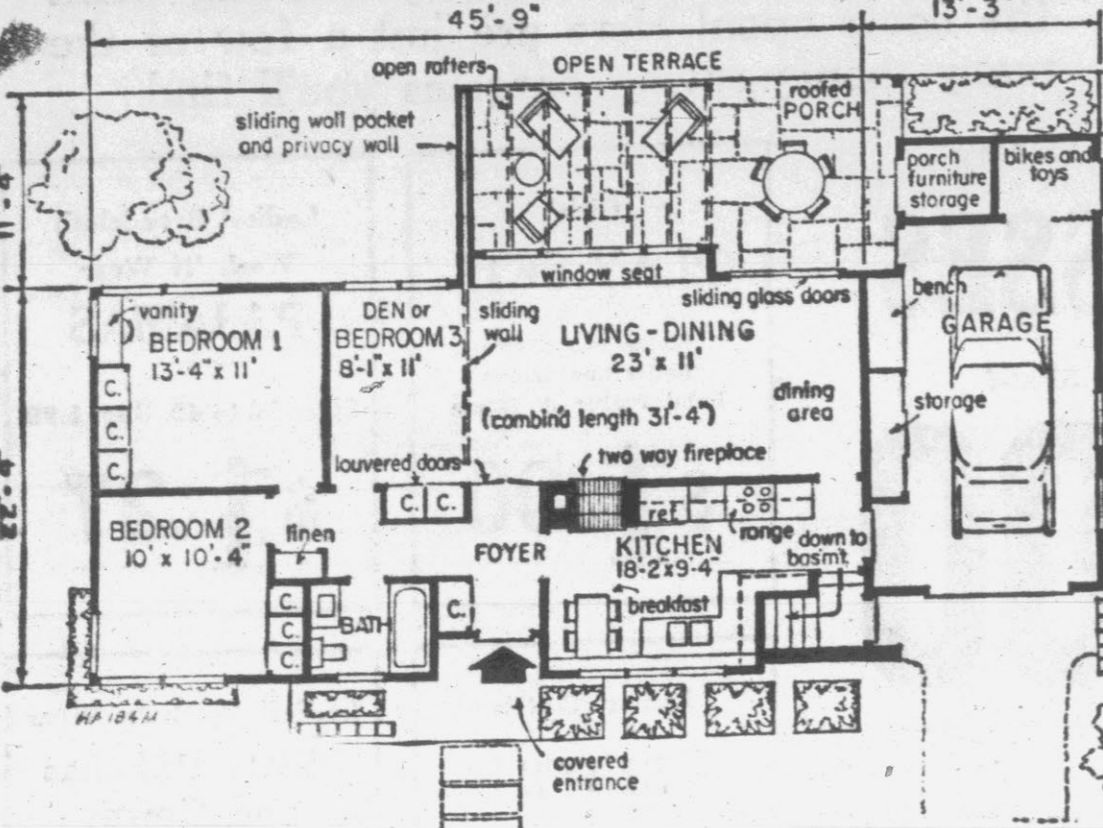 45'-9"
13'-3"
open rafters
OPEN TERRACE
roofed
PORCH
sliding wall pocket
and privacy wall
porch
furniture
storage
bikes and
toys
window seat
sliding glass doors
bench
vanity
BEDROOM 1
13'-4" x 11'
DEN or
BEDROOM 3
8'-1" x 11'
sliding
wall
LIVING-DINING
23' x 11'
GARAGE
C.
C.
C.
(combin'd length 31'-4")
dining
area
storage
louvered doors
two way fireplace
C.
C.
ref
range
BEDROOM 2
10' x 10'-4"
linen
FOYER
KITCHEN
18'-2"x9'-4"
down to
basm't.
breakfast
C.
C.
C.
BATH
C.
HA184M
covered
entrance